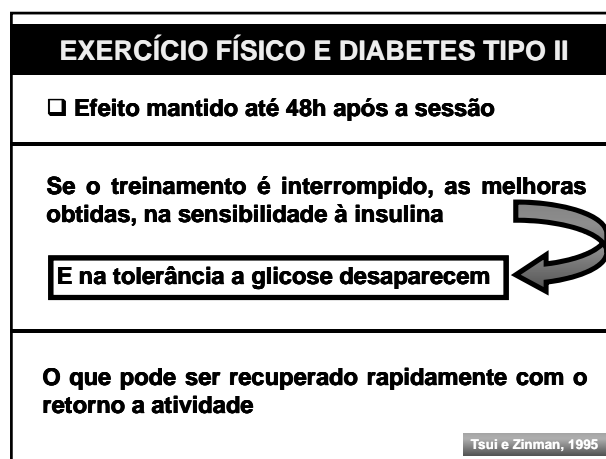 EXERCÍCIO FÍSICO E DIABETES TIPO II
❑ Efeito mantido até 48h após a sessão
Se o treinamento é interrompido, as melhoras
obtidas, na sensibilidade à insulina
E na tolerância a glicose desaparecem
O que pode ser recuperado rapidamente com o
retorno a atividade
Tsui e Zinman, 1995